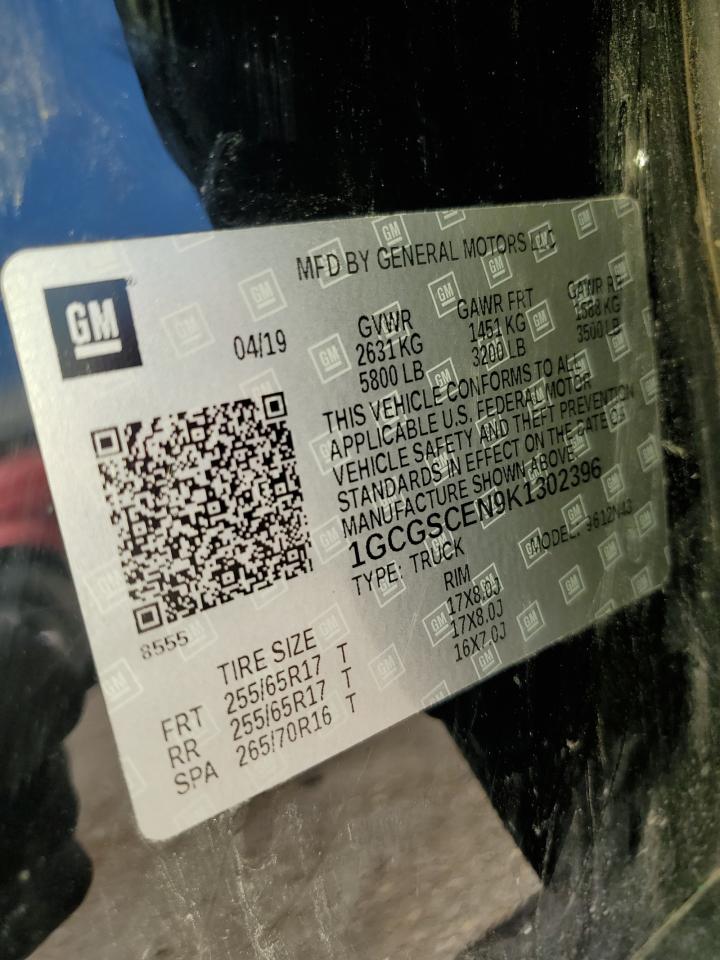 MFD BY GENERAL MOTORS LLC
GM
04/19
GVWR GAWR FRT GAWR RR
2631 KG 1451 KG 1588 KG
5800 LB 3200 LB 3500 LB
THIS VEHICLE CONFORMS TO ALL
APPLICABLE U.S. FEDERAL MOTOR
VEHICLE SAFETY AND THEFT PREVENTION
STANDARDS IN EFFECT ON THE DATE OF
MANUFACTURE SHOWN ABOVE.
1GCGSCEN9K1302396
TYPE: TRUCK MODEL: 9612N43
8555
TIRE SIZE RIM
FRT 255/65R17 T 17X8.0J
RR 255/65R17 T 17X8.0J
SPA 265/70R16 T 16X7.0J